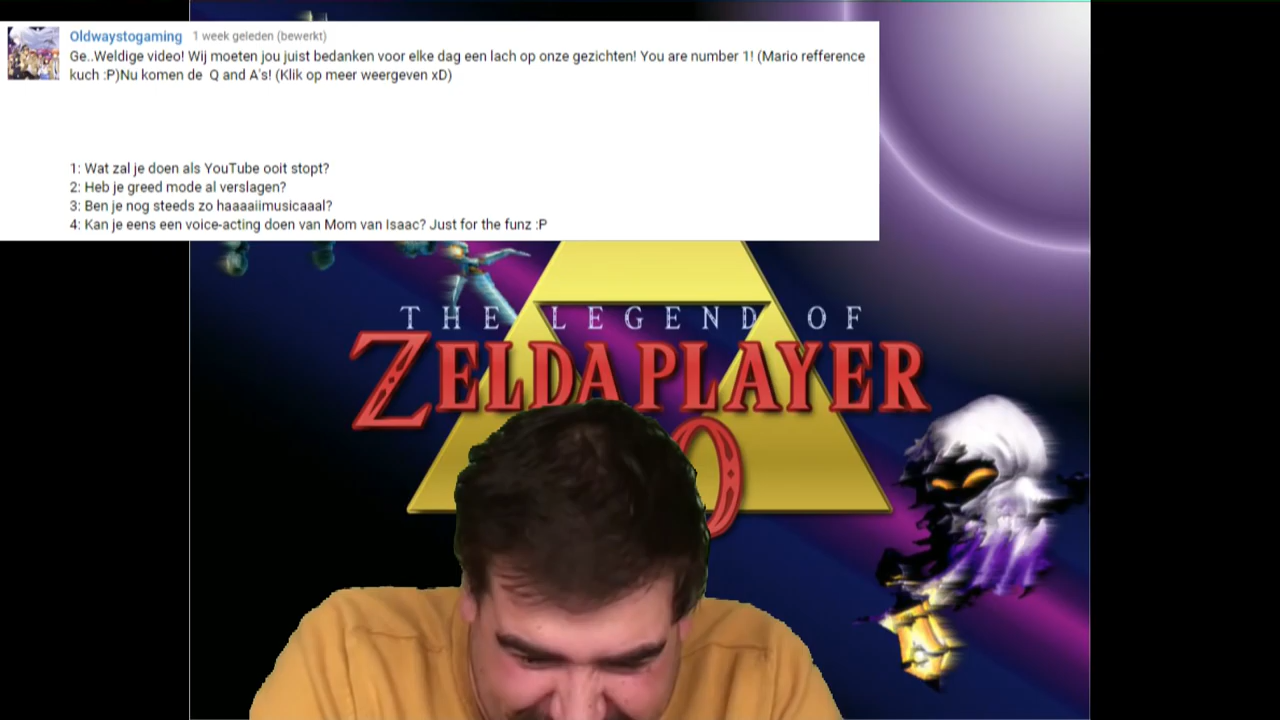 Oldwaystogaming 1 week geleden (bewerkt)
Ge..Weldige video! Wij moeten jou juist bedanken voor elke dag een lach op onze gezichten! You are number 1! (Mario refference
kuch :P)Nu komen de Q and A's! (Klik op meer weergeven xD)
1: Wat zal je doen als YouTube ooit stopt?
2: Heb je greed mode al verslagen?
3: Ben je nog steeds zo haaaaiimusicaaal?
4: Kan je eens een voice-acting doen van Mom van Isaac? Just for the funz :P
THE LEGEND OF
ZELDAPLAYER